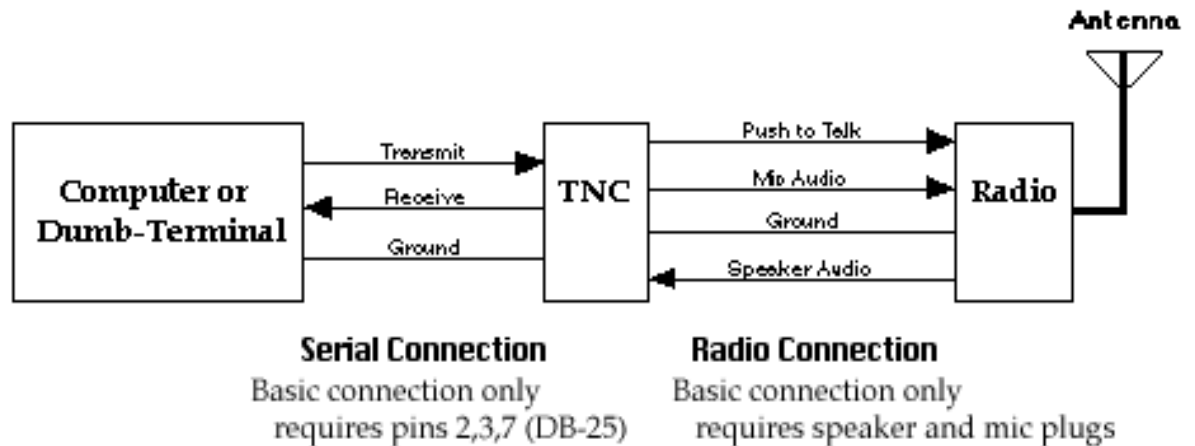 Antenna
Computer or
Dumb-Terminal
Transmit
Receive
Ground
TNC
Push to Talk
Mic Audio
Ground
Speaker Audio
Radio
Serial Connection
Basic connection only
requires pins 2,3,7 (DB-25)
Radio Connection
Basic connection only
requires speaker and mic plugs